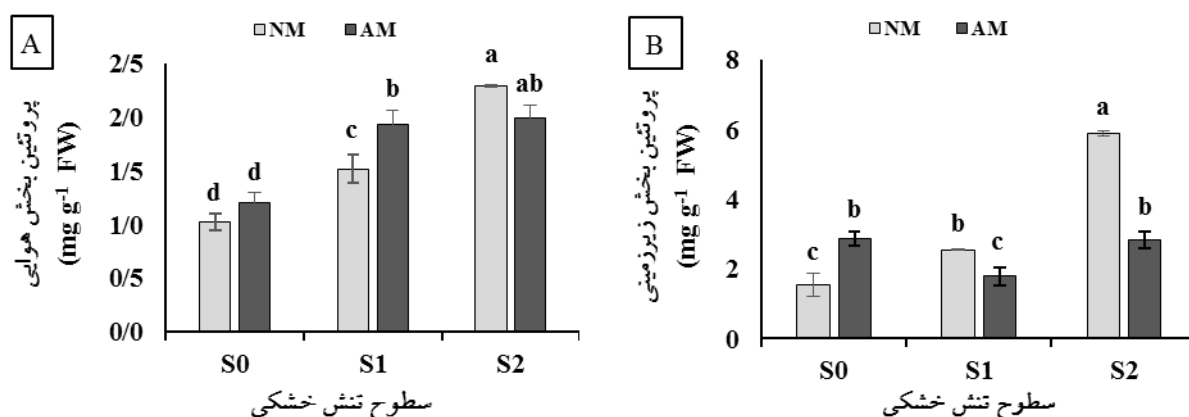 A
NM AM
پروتئین بخش هوایی
(mg g⁻¹ FW)
2/5
2/0
1/5
1/0
0/5
0/0
d d
c b
a ab
S0 S1 S2
سطوح تنش خشکی
B
NM AM
پروتئین بخش زیرزمینی
(mg g⁻¹ FW)
8
6
4
2
0
c b
b c
a b
S0 S1 S2
سطوح تنش خشکی